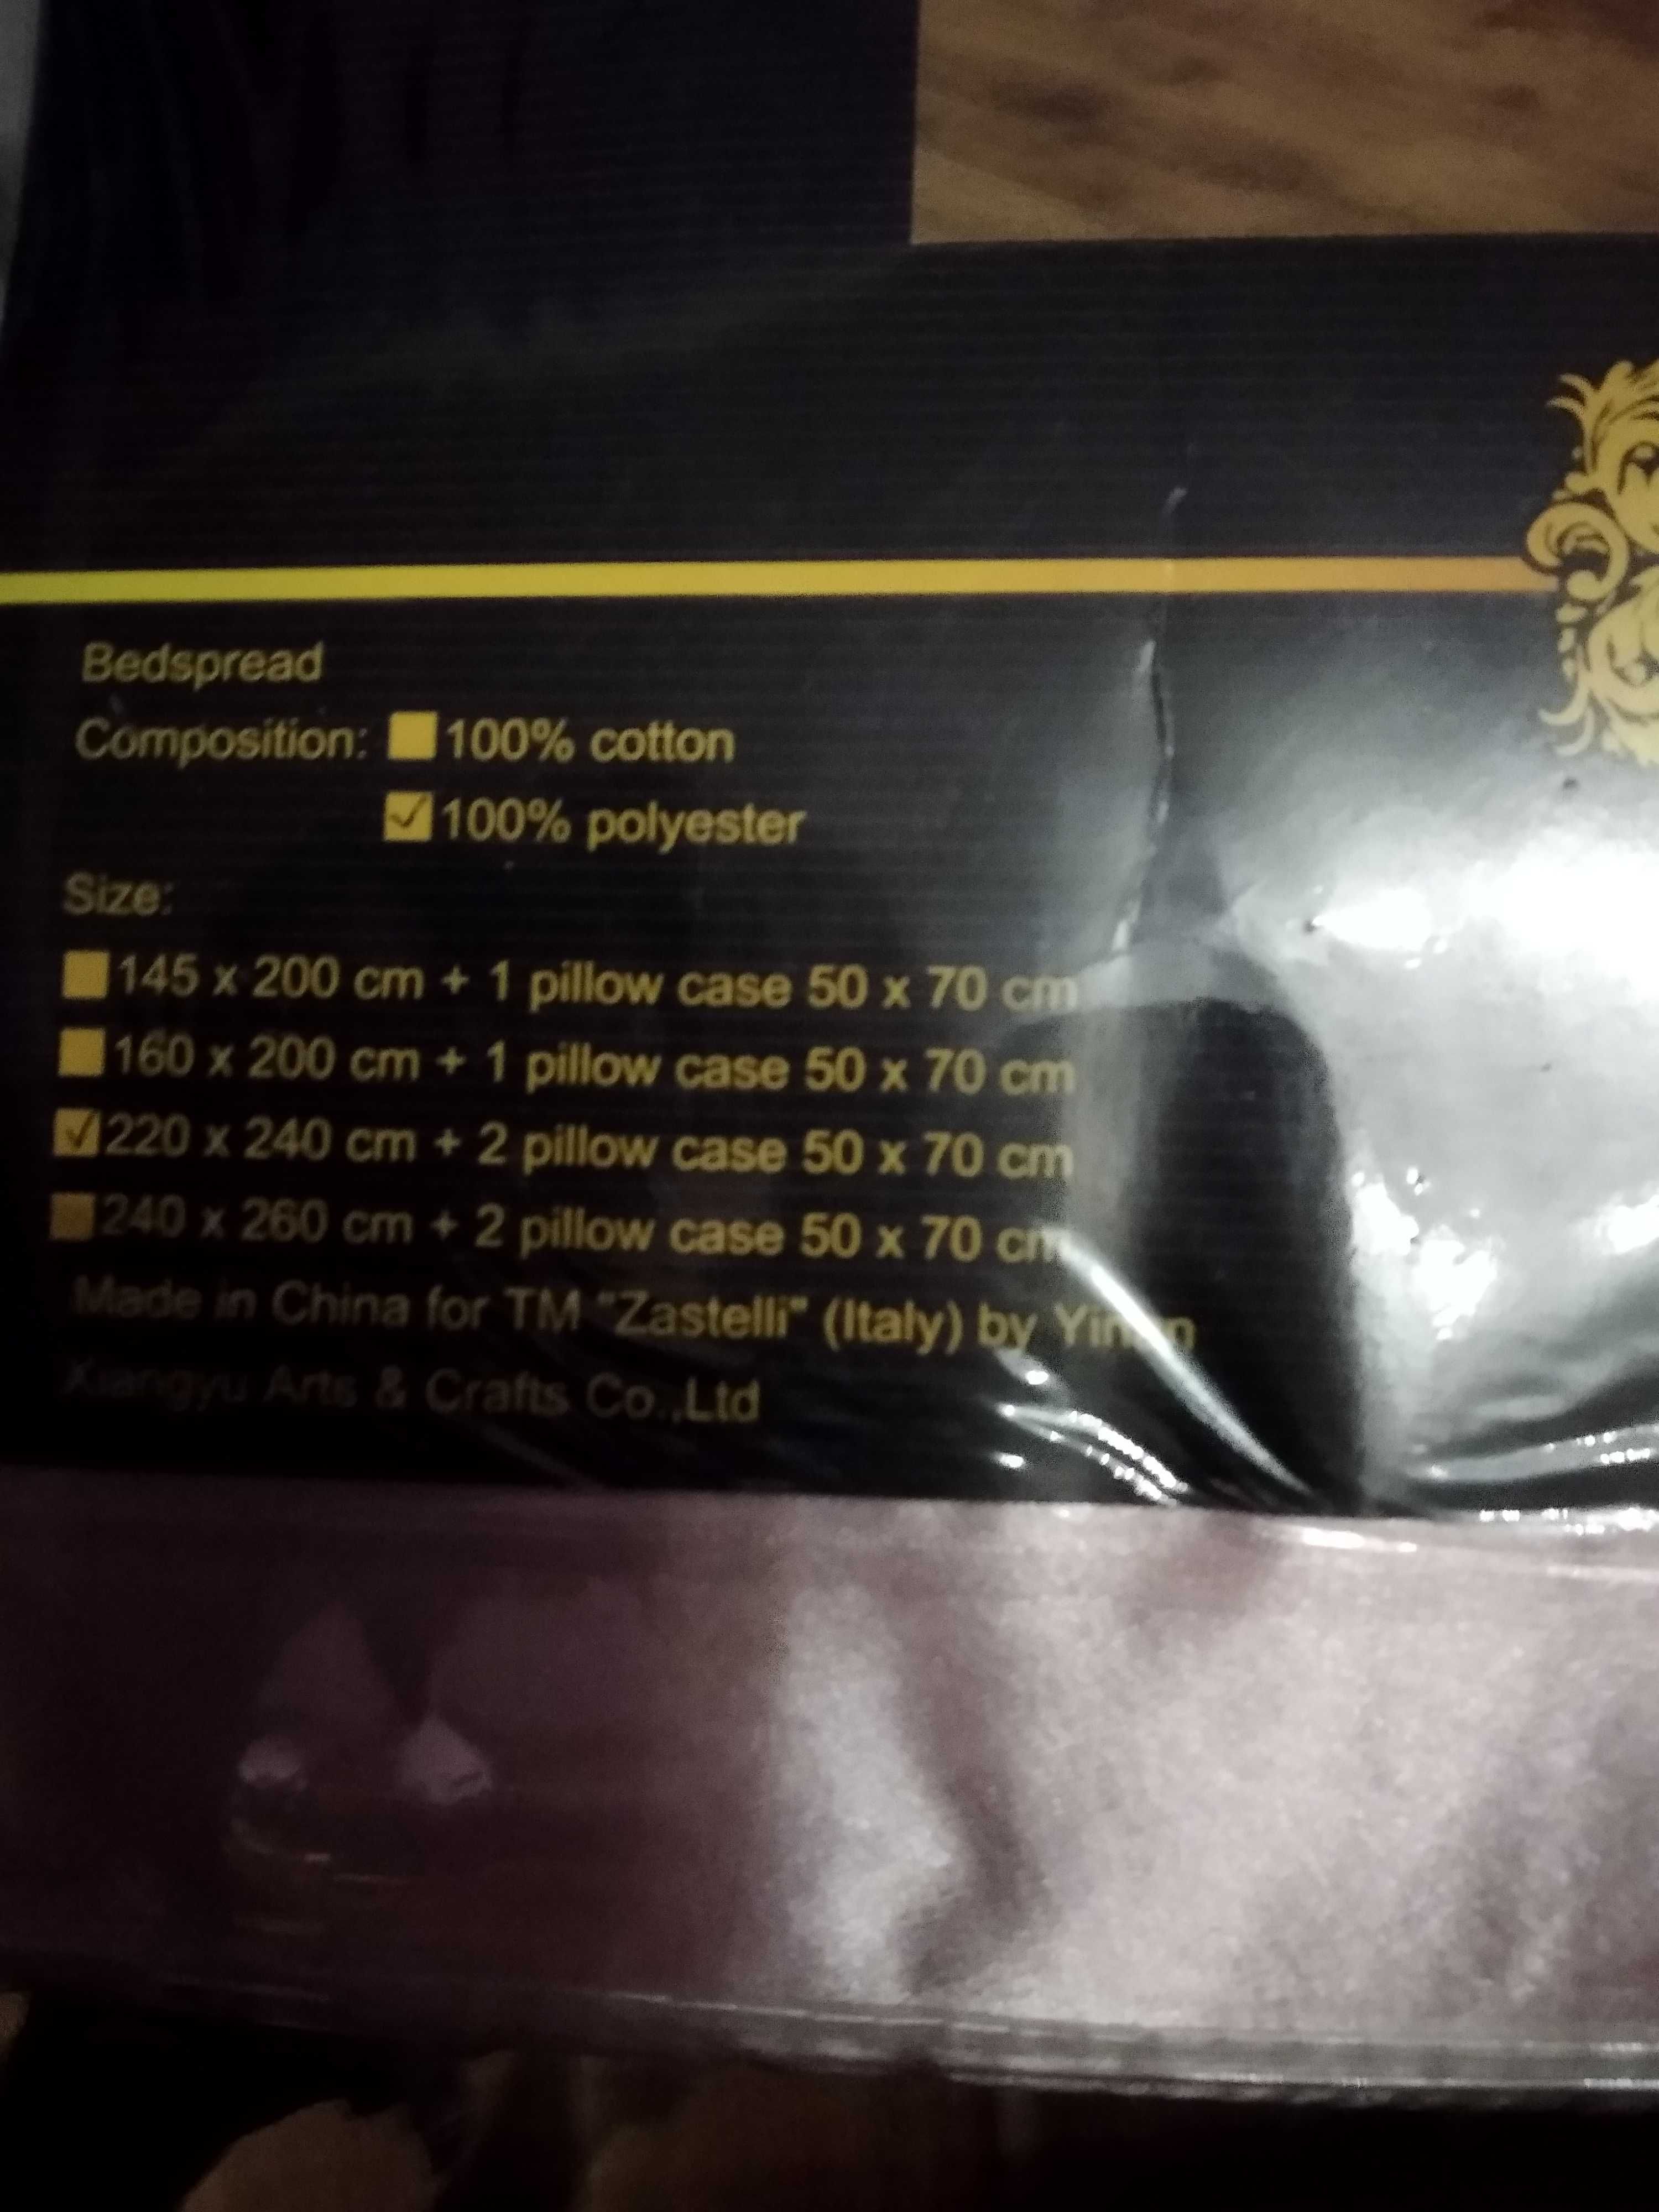 Bedspread
Composition: 100% cotton
100% polyester
Size:
145 x 200 cm + 1 pillow case 50 x 70 cm
160 x 200 cm + 1 pillow case 50 x 70 cm
220 x 240 cm + 2 pillow case 50 x 70 cm
240 x 260 cm + 2 pillow case 50 x 70 cm
Made in China for TM "Zastelli" (Italy) by
Xiangyu Arts & Crafts Co.,Ltd